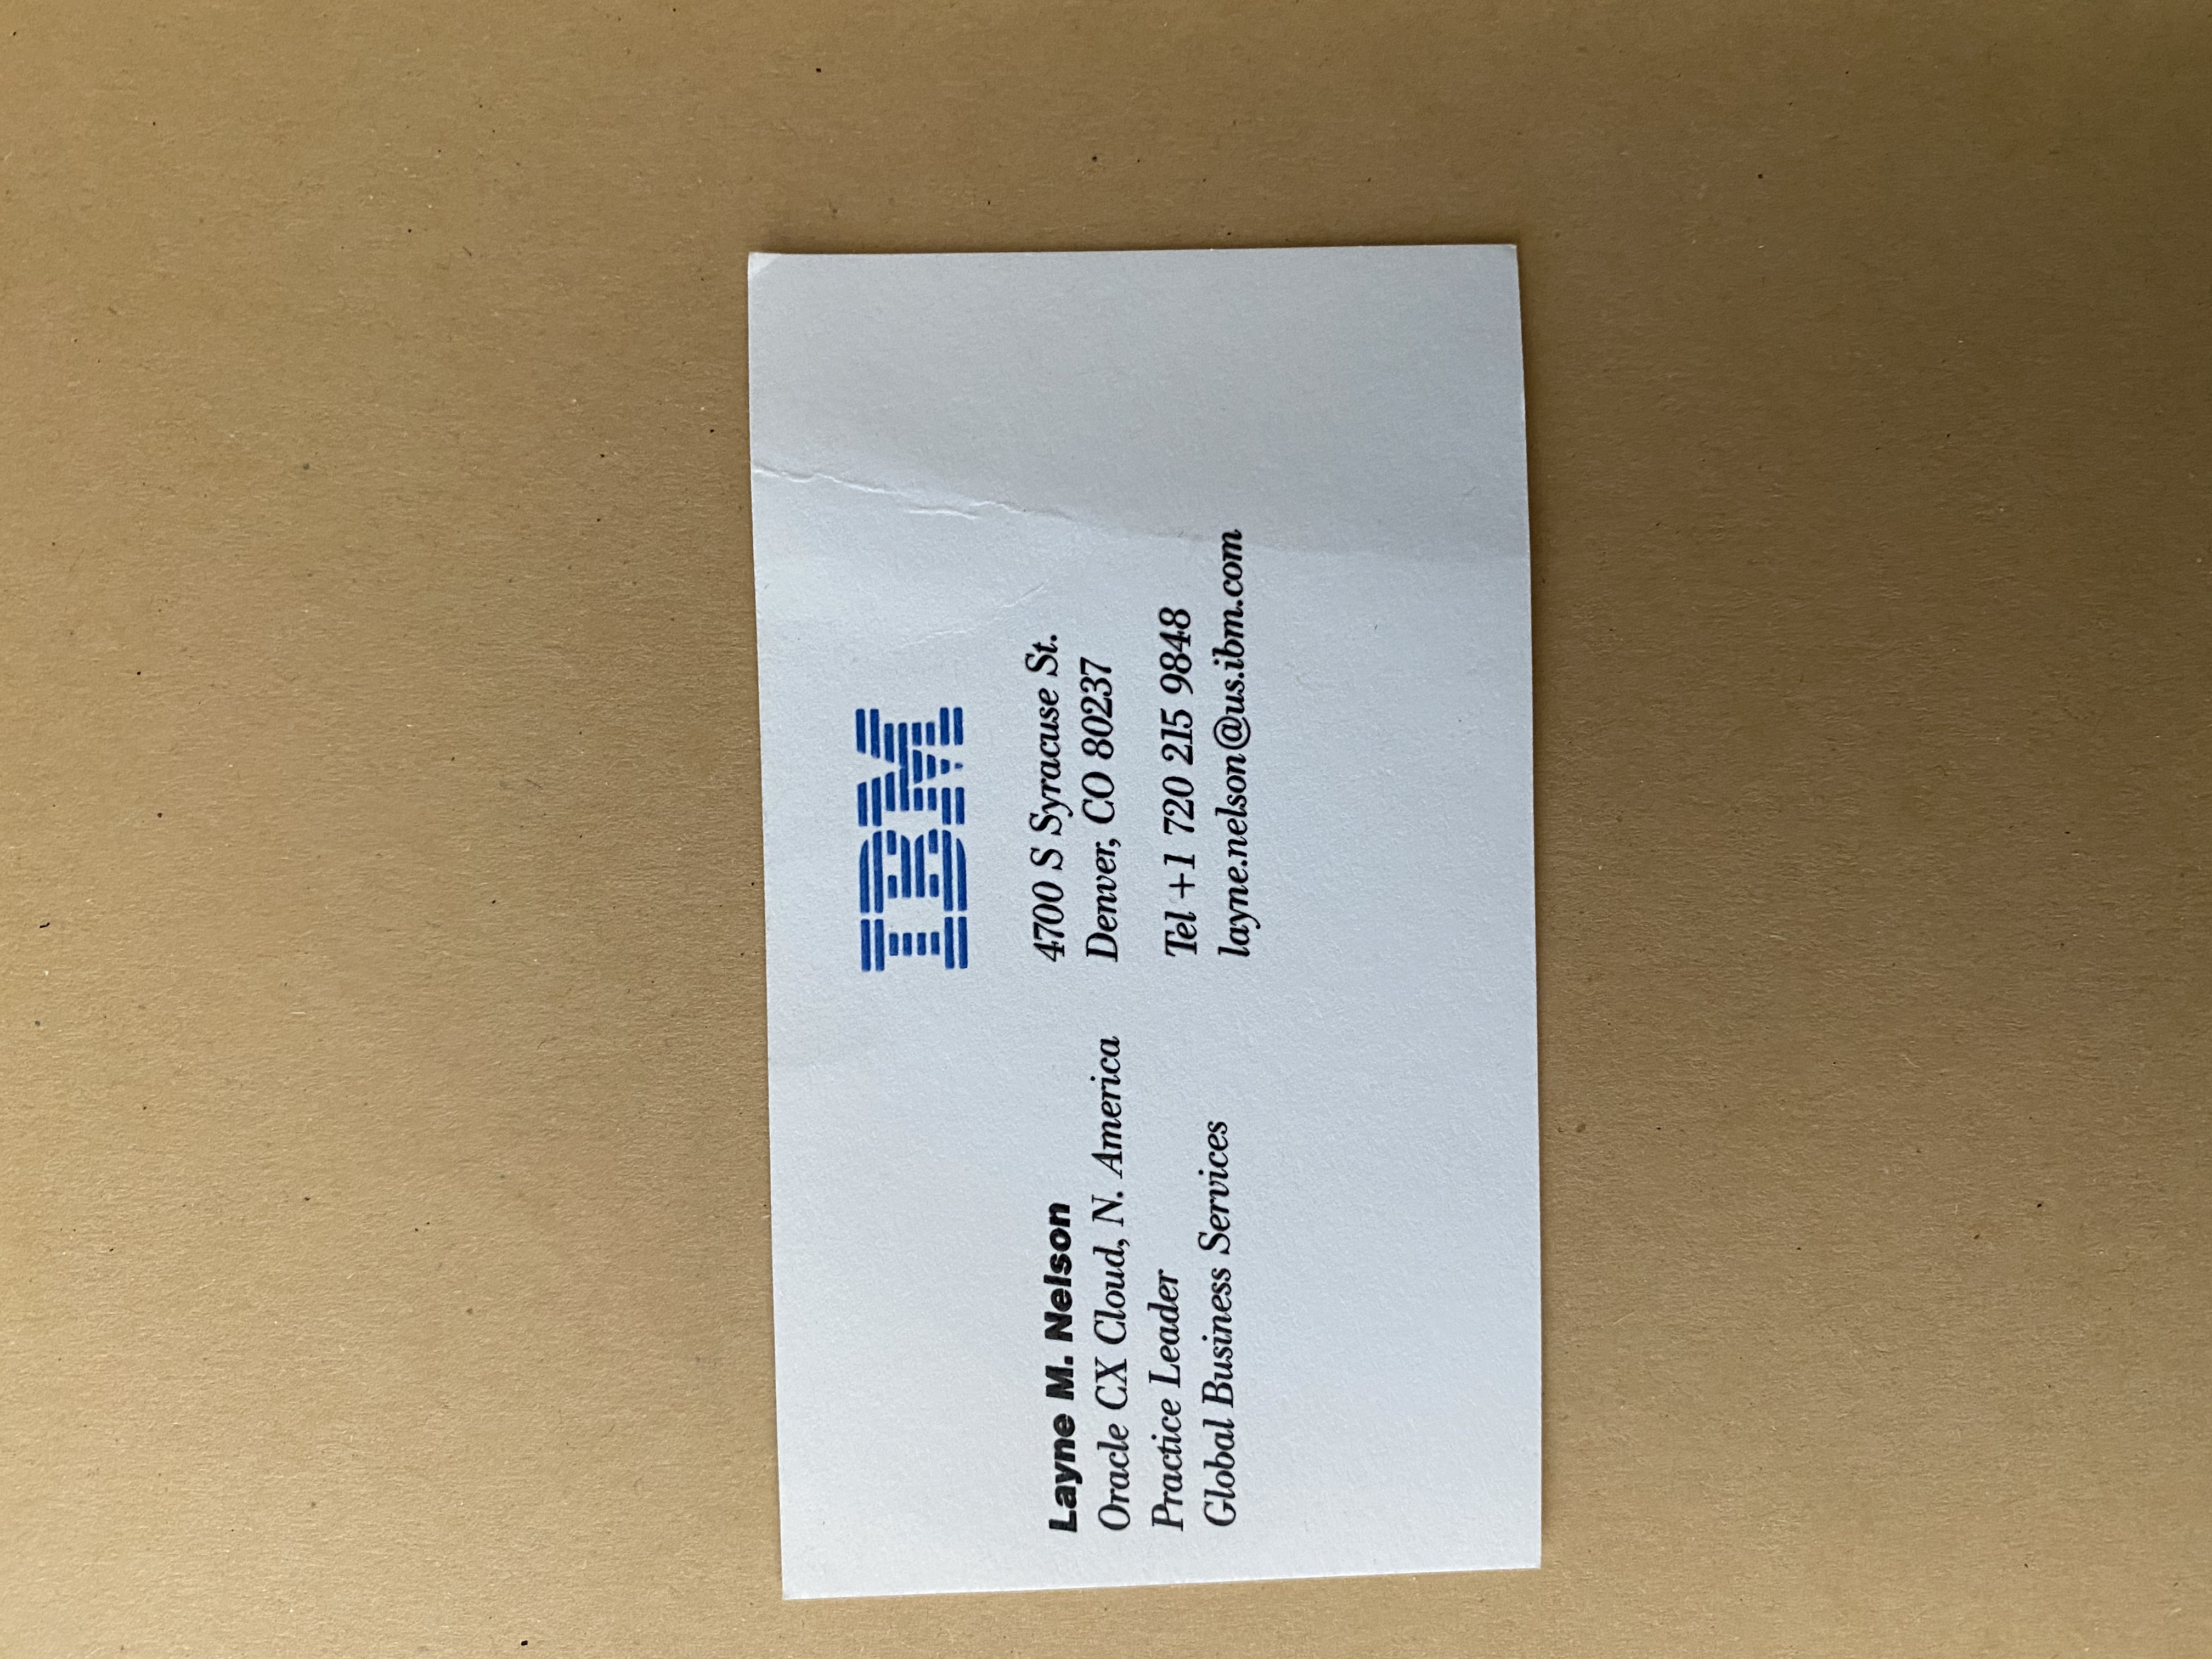 IBM
Layne M. Nelson
Oracle CX Cloud, N. America
Practice Leader
Global Business Services
4700 S Syracuse St.
Denver, CO 80237
Tel +1 720 215 9848
layne.nelson@us.ibm.com